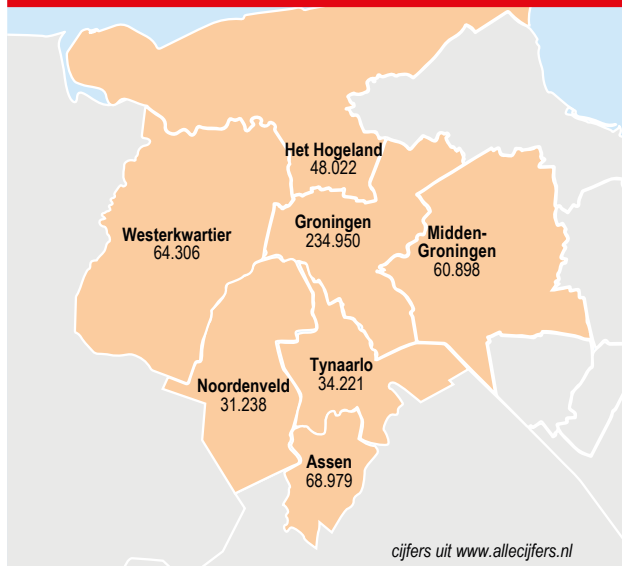 Het Hogeland
48.022
Groningen
234.950
Westerkwartier
64.306
Midden-
Groningen
60.898
Tynaarlo
34.221
Noordenveld
31.238
Assen
68.979
cijfers uit www.allecijfers.nl